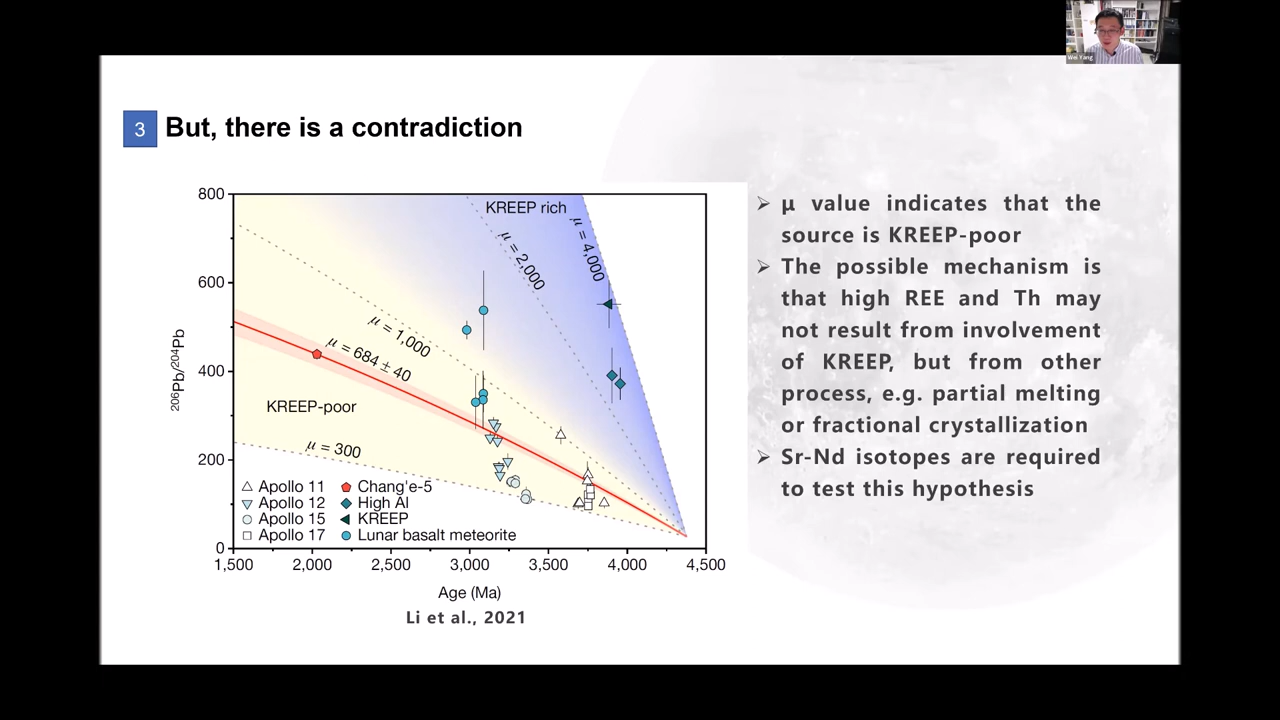 Wei Yang
3 But, there is a contradiction
800
600
400
200
0
206Pb/204Pb
KREEP rich
μ = 4,000
μ = 2,000
μ = 1,000
μ = 684 ± 40
KREEP-poor
μ = 300
Apollo 11
Apollo 12
Apollo 15
Apollo 17
Chang'e-5
High Al
KREEP
Lunar basalt meteorite
1,500 2,000 2,500 3,000 3,500 4,000 4,500
Age (Ma)
Li et al., 2021
μ value indicates that the
source is KREEP-poor
The possible mechanism is
that high REE and Th may
not result from involvement
of KREEP, but from other
process, e.g. partial melting
or fractional crystallization
Sr-Nd isotopes are required
to test this hypothesis